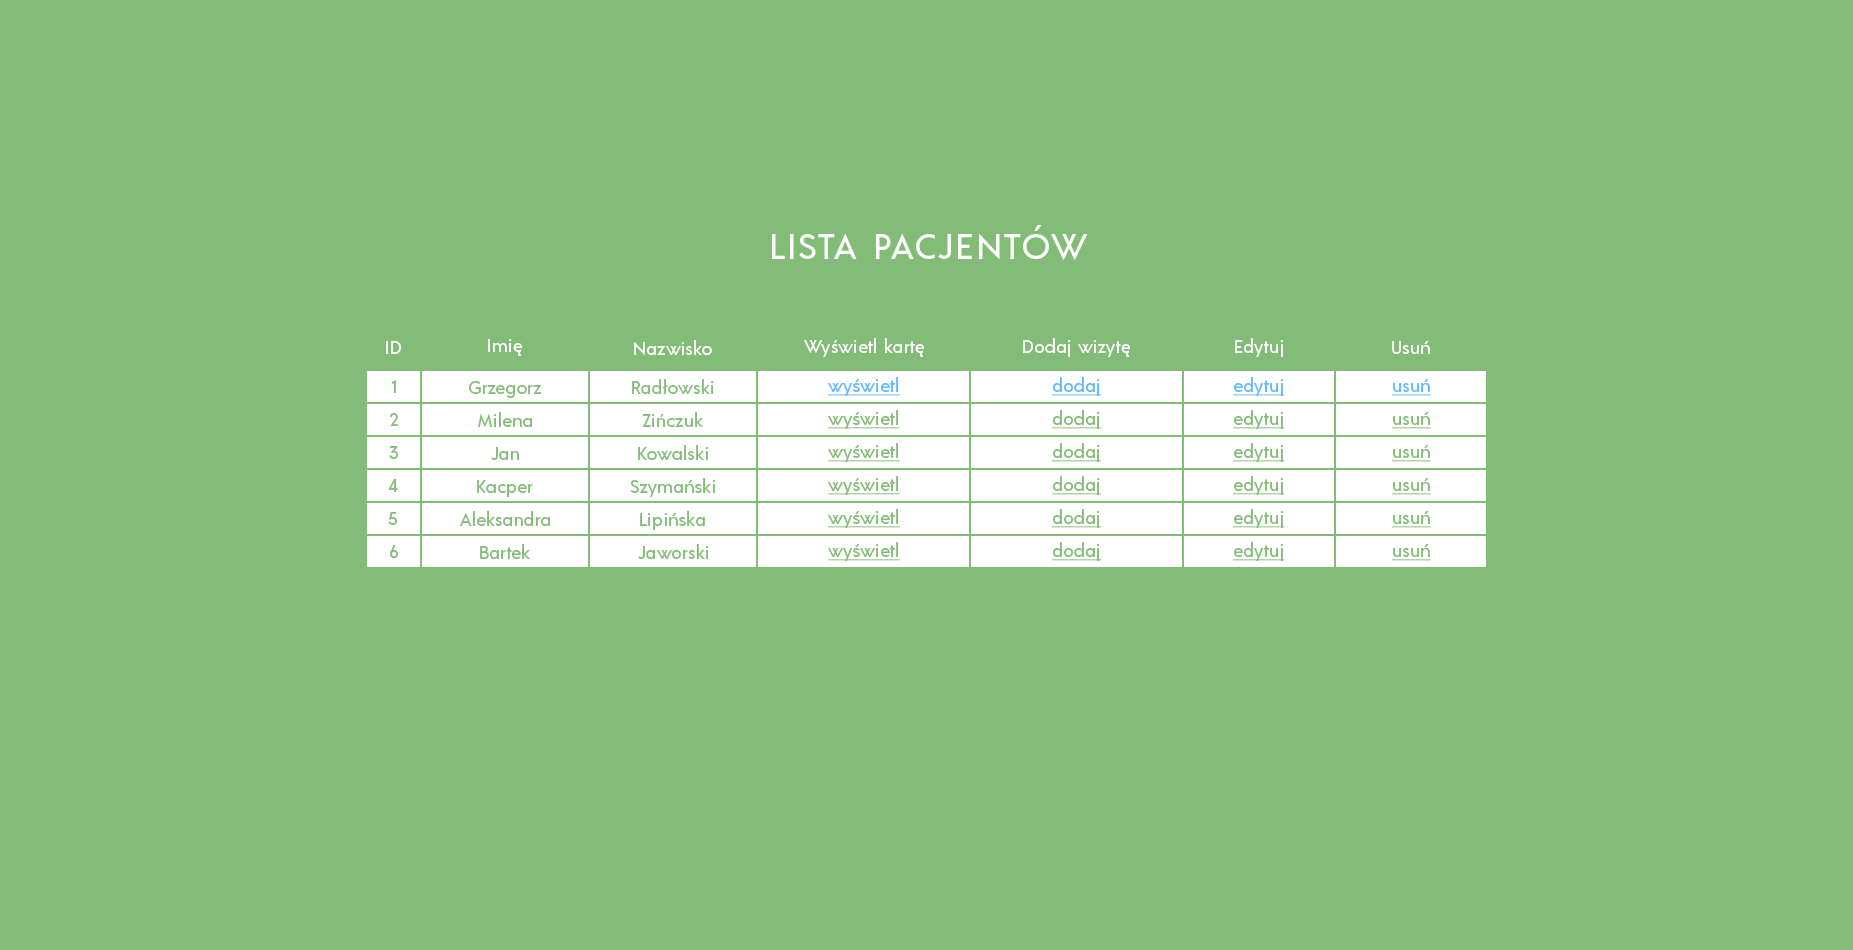 LISTA PACJENTÓW
ID Imię Nazwisko Wyświetl kartę Dodaj wizytę Edytuj Usuń
1 Grzegorz Radłowski wyświetl dodaj edytuj usuń
2 Milena Zińczuk wyświetl dodaj edytuj usuń
3 Jan Kowalski wyświetl dodaj edytuj usuń
4 Kacper Szymański wyświetl dodaj edytuj usuń
5 Aleksandra Lipińska wyświetl dodaj edytuj usuń
6 Bartek Jaworski wyświetl dodaj edytuj usuń